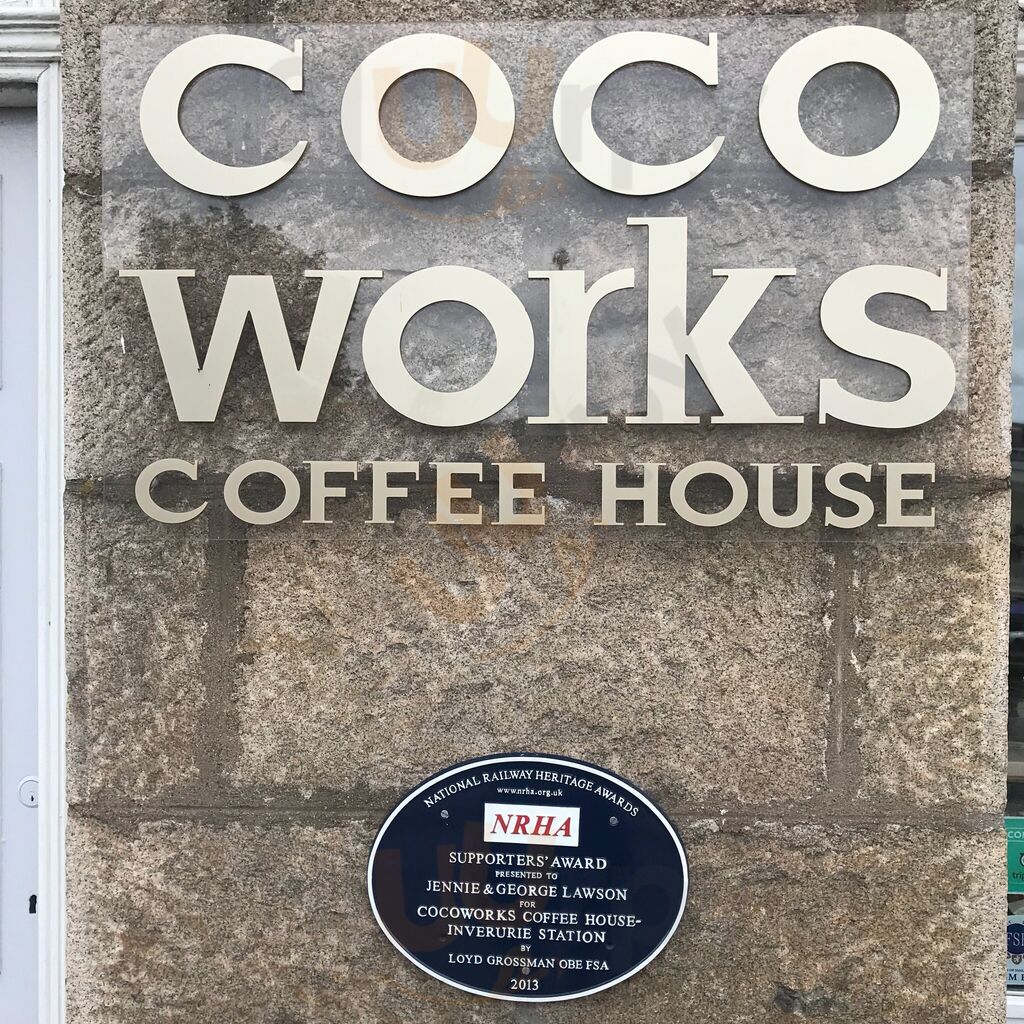 COCO
works
COFFEE HOUSE
NATIONAL RAILWAY HERITAGE AWARDS
www.nrha.org.uk
NRHA
SUPPORTERS' AWARD
PRESENTED TO
JENNIE & GEORGE LAWSON
FOR
COCOWORKS COFFEE HOUSE-
INVERURIE STATION
BY
LOYD GROSSMAN OBE FSA
2013